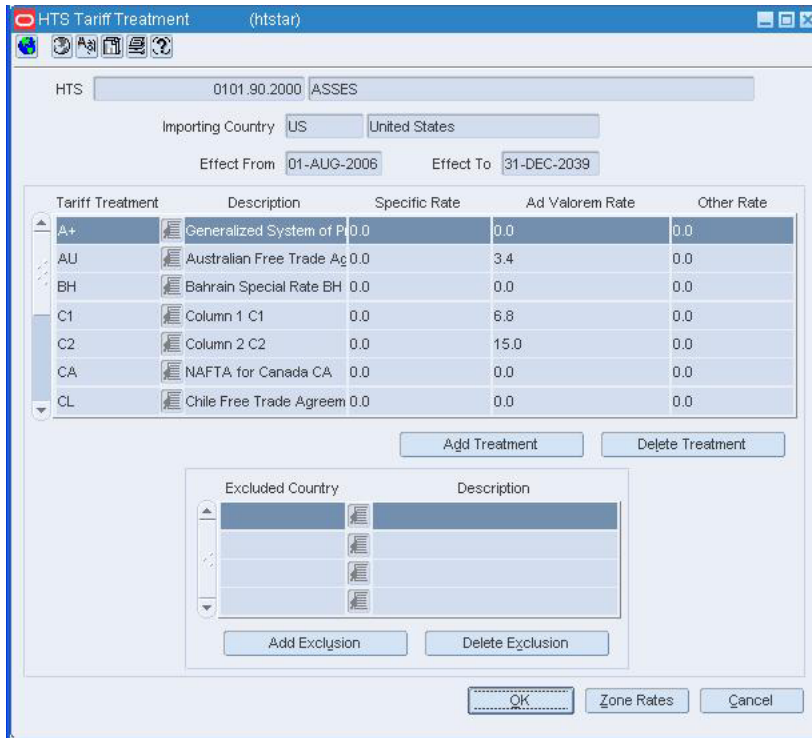 HTS Tariff Treatment (htstar)
HTS 0101.90.2000 ASSES
Importing Country US United States
Effect From 01-AUG-2006 Effect To 31-DEC-2039
Tariff Treatment Description Specific Rate Ad Valorem Rate Other Rate
A+ Generalized System of P 0.0 0.0 0.0
AU Australian Free Trade Ag 0.0 3.4 0.0
BH Bahrain Special Rate BH 0.0 0.0 0.0
C1 Column 1 C1 0.0 6.8 0.0
C2 Column 2 C2 0.0 15.0 0.0
CA NAFTA for Canada CA 0.0 0.0 0.0
CL Chile Free Trade Agreem 0.0 0.0 0.0
Add Treatment Delete Treatment
Excluded Country Description
Add Exclusion Delete Exclusion
OK Zone Rates Cancel